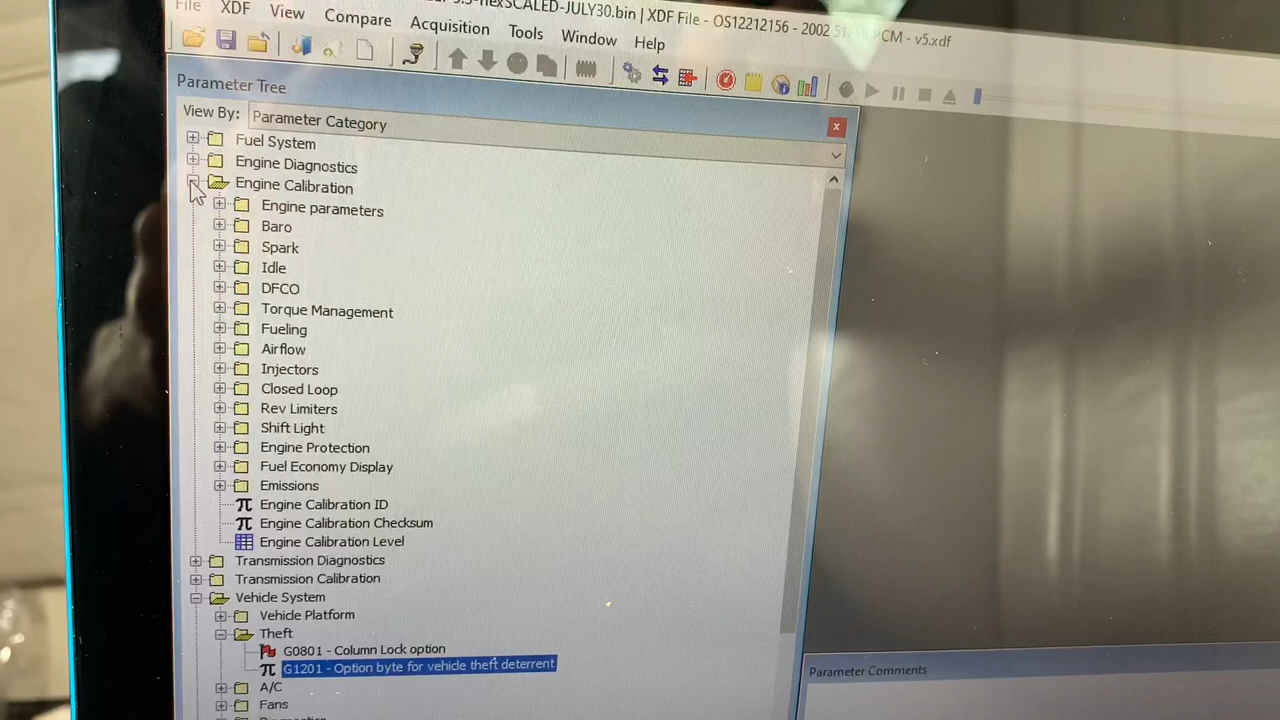 flexSCALED-JULY30.bin | XDF File - OS12212156 - 2002 PCM - v5.xdf
File XDF View Compare Acquisition Tools Window Help
Parameter Tree
View By: Parameter Category
Fuel System
Engine Diagnostics
Engine Calibration
Engine parameters
Baro
Spark
Idle
DFCO
Torque Management
Fueling
Airflow
Injectors
Closed Loop
Rev Limiters
Shift Light
Engine Protection
Fuel Economy Display
Emissions
Engine Calibration ID
Engine Calibration Checksum
Engine Calibration Level
Transmission Diagnostics
Transmission Calibration
Vehicle System
Vehicle Platform
Theft
G0801 - Column Lock option
G1201 - Option byte for vehicle theft deterrent
A/C
Fans
Parameter Comments